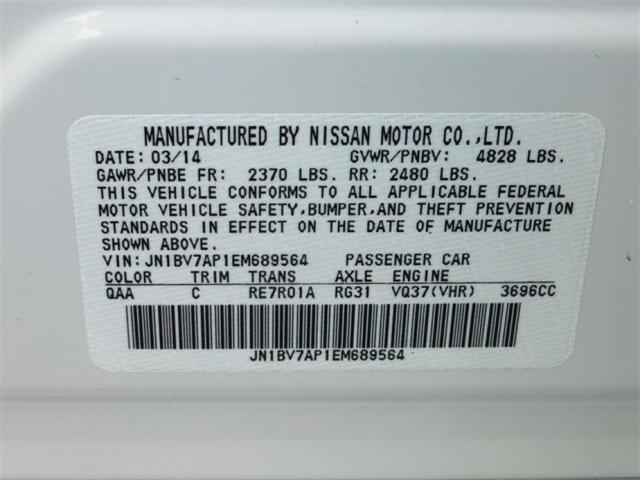 MANUFACTURED BY NISSAN MOTOR CO.,LTD.
DATE: 03/14 GVWR/PNBV: 4828 LBS.
GAWR/PNBE FR: 2370 LBS. RR: 2480 LBS.
THIS VEHICLE CONFORMS TO ALL APPLICABLE FEDERAL
MOTOR VEHICLE SAFETY,BUMPER,AND THEFT PREVENTION
STANDARDS IN EFFECT ON THE DATE OF MANUFACTURE
SHOWN ABOVE.
VIN: JN1BV7AP1EM689564 PASSENGER CAR
COLOR TRIM TRANS AXLE ENGINE
QAA C RE7R01A RG31 VQ37(VHR) 3696CC
JN1BV7AP1EM689564